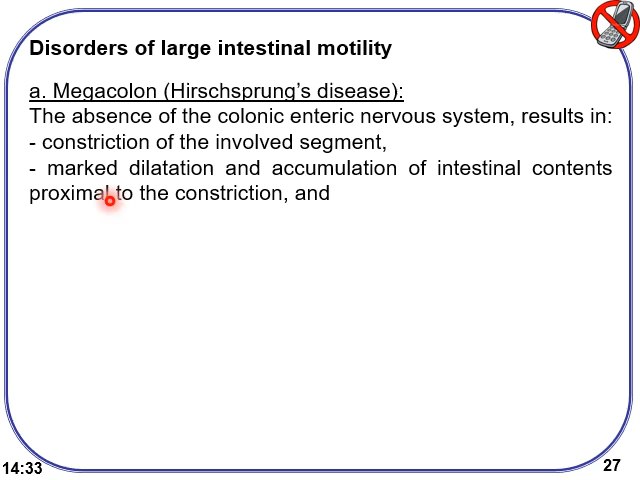 Disorders of large intestinal motility
a. Megacolon (Hirschsprung's disease):
The absence of the colonic enteric nervous system, results in:
- constriction of the involved segment,
- marked dilatation and accumulation of intestinal contents
proximal to the constriction, and
14:33
27